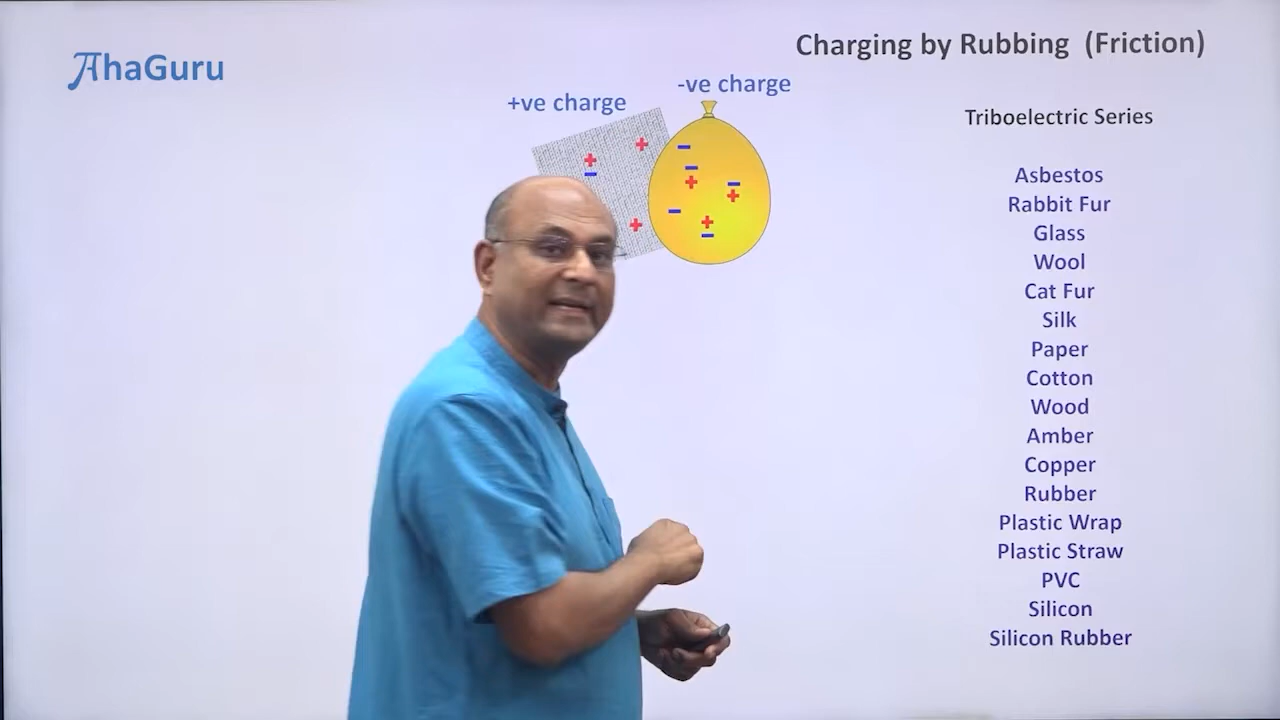 AhaGuru
Charging by Rubbing (Friction)
+ve charge
-ve charge
Triboelectric Series
Asbestos
Rabbit Fur
Glass
Wool
Cat Fur
Silk
Paper
Cotton
Wood
Amber
Copper
Rubber
Plastic Wrap
Plastic Straw
PVC
Silicon
Silicon Rubber